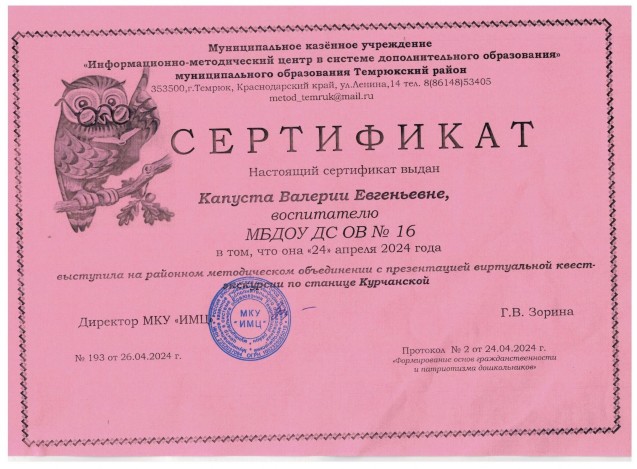 Муниципальное казённое учреждение
«Информационно-методический центр в системе дополнительного образования»
муниципального образования Темрюкский район
353500,г.Темрюк, Краснодарский край, ул.Ленина,14 тел. 8(86148)53405
metod_temruk@mail.ru
СЕРТИФИКАТ
Настоящий сертификат выдан
Капуста Валерии Евгеньевне,
воспитателю
МБДОУ ДС ОВ № 16
в том, что она «24» апреля 2024 года
выступила на районном методическом объединении с презентацией виртуальной квест-
экскурсии по станице Курчанской
Директор МКУ «ИМЦ»
Г.В. Зорина
МКУ
"ИМЦ"
№ 193 от 26.04.2024 г.
Протокол № 2 от 24.04.2024 г.
«Формирование основ гражданственности
и патриотизма дошкольников»